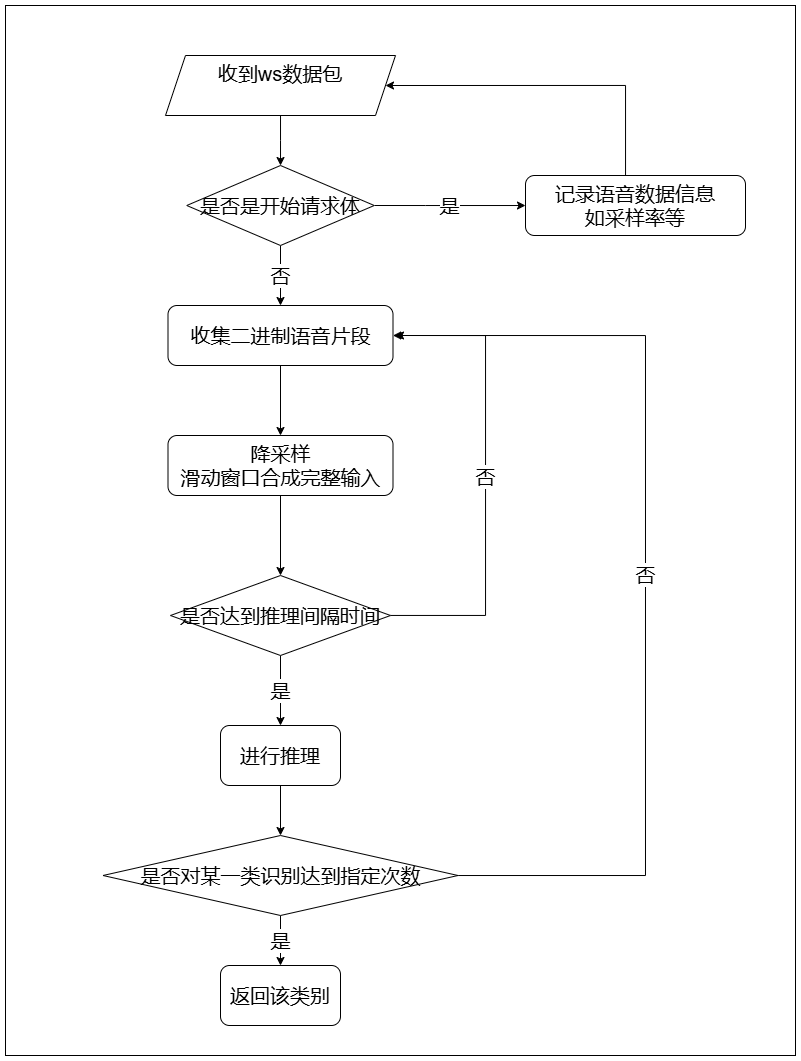 收到ws数据包
是否是开始请求体
是
记录语音数据信息
如采样率等
否
收集二进制语音片段
降采样
滑动窗口合成完整输入
否
是否达到推理间隔时间
否
是
进行推理
是否对某一类识别达到指定次数
是
返回该类别